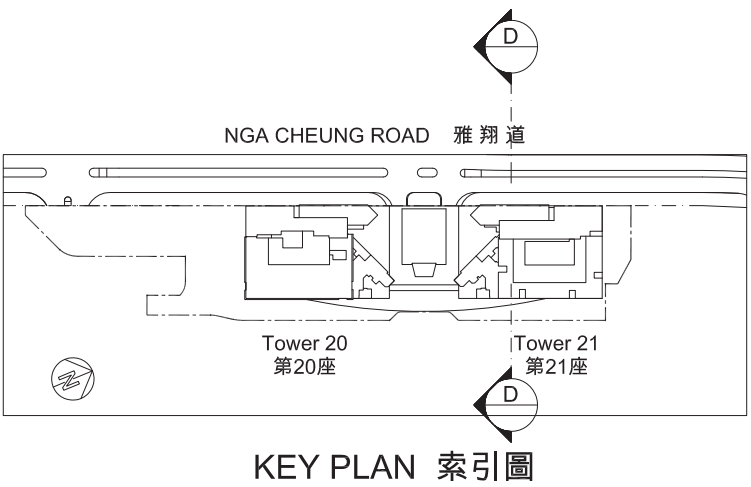 D
NGA CHEUNG ROAD 雅翔道
Tower 20
第20座
Tower 21
第21座
N
D
KEY PLAN 索引圖